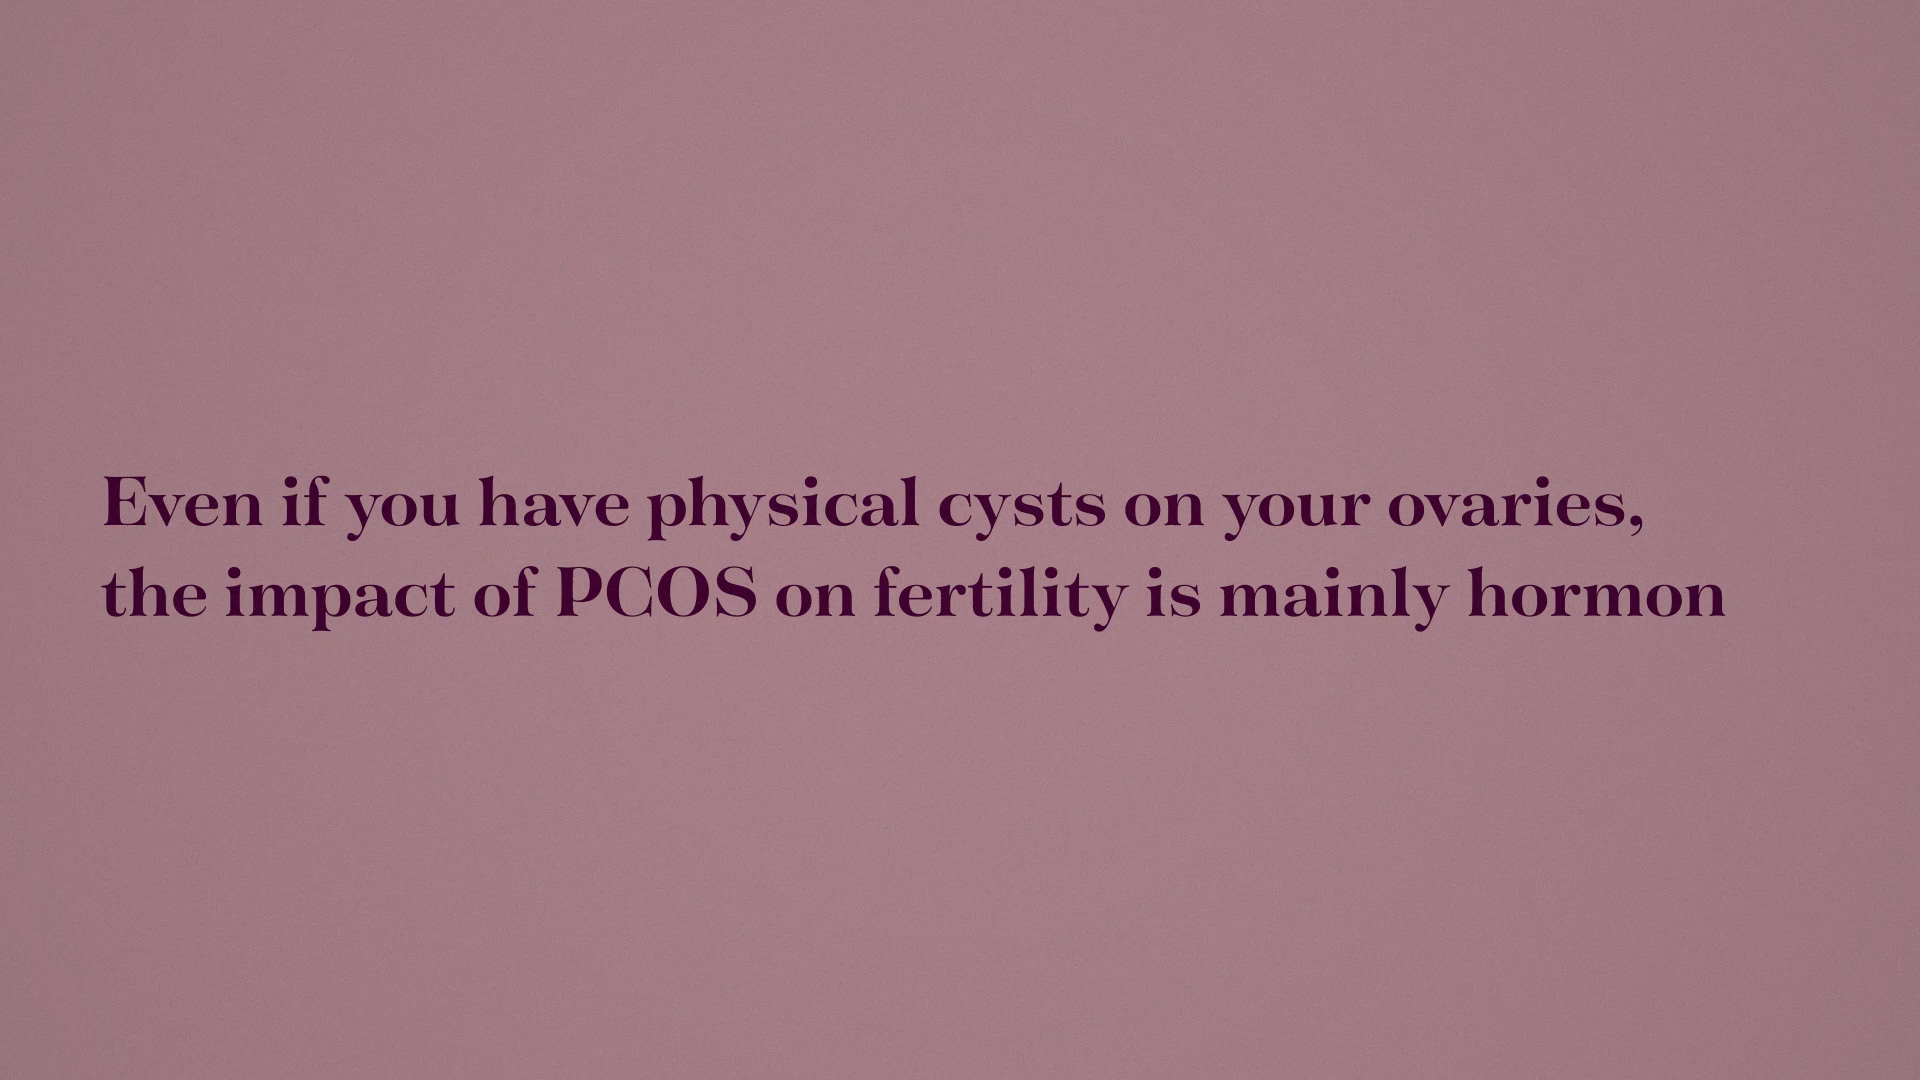 Even if you have physical cysts on your ovaries,
the impact of PCOS on fertility is mainly hormon